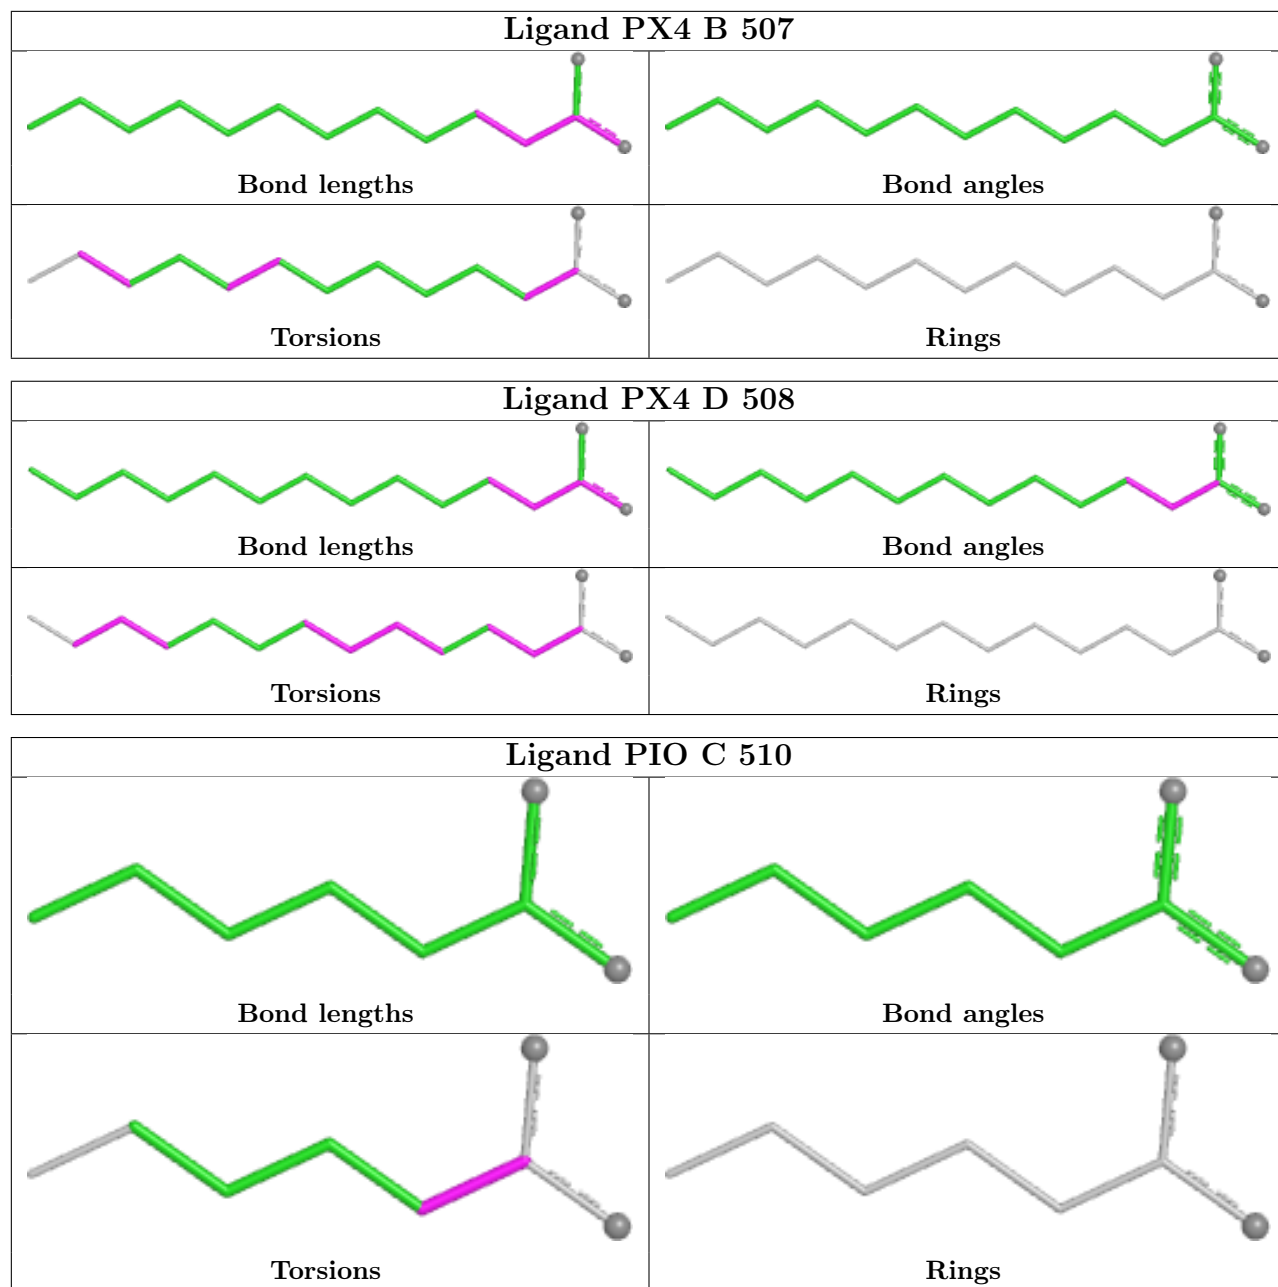 Ligand PX4 B 507
Bond lengths
Bond angles
Torsions
Rings
Ligand PX4 D 508
Bond lengths
Bond angles
Torsions
Rings
Ligand PIO C 510
Bond lengths
Bond angles
Torsions
Rings